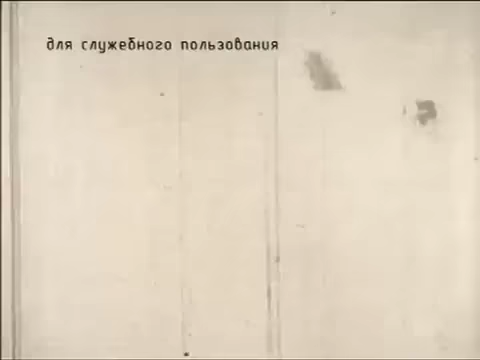 для служебного пользования